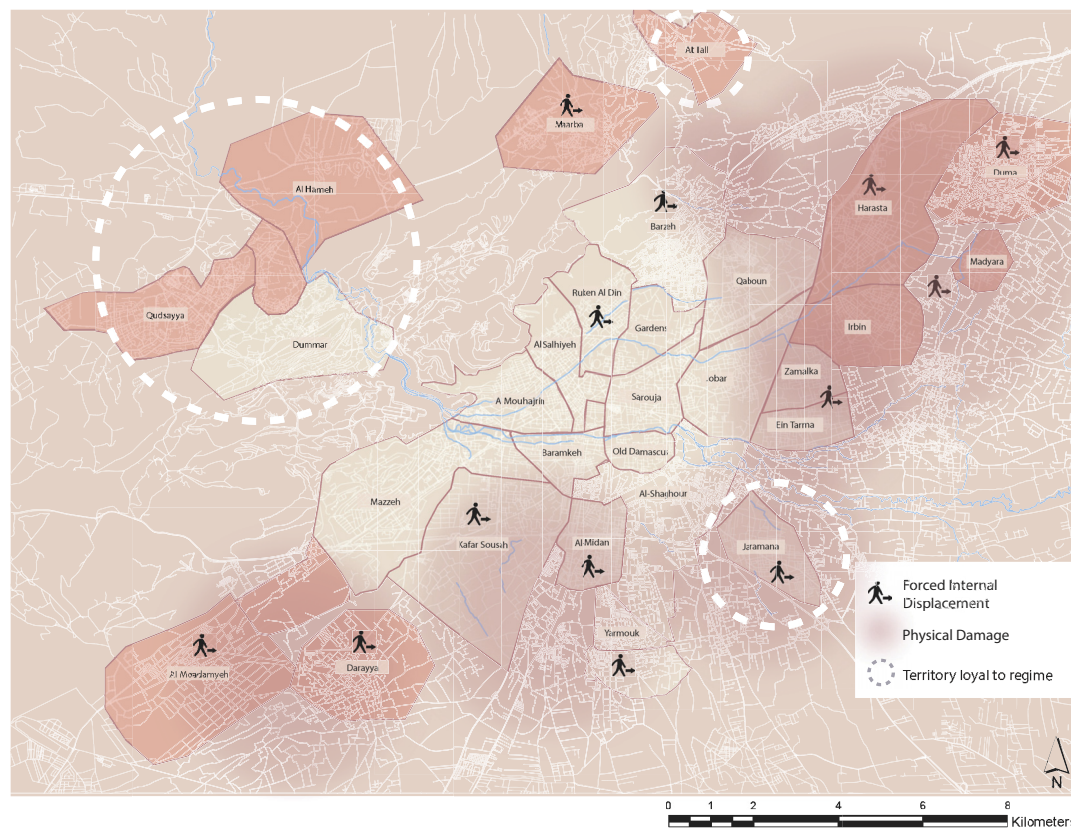 At Tall
Maarba
Duma
Al Hameh
Harasta
Barzeh
Madyara
Qaboun
Ruken Al Din
Qudsayya
Irbin
Gardens
Dummar
Al Salhiyeh
Zamalka
obar
Sarouja
A Mouhajrin
Ein Tarma
Baramkeh
Old Damascus
Al-Shaghour
Mazzeh
Kafar Sousah
Al-Midan
Jaramana
Forced Internal
Displacement
Physical Damage
Yarmouk
Darayya
Al Moadamyeh
Territory loyal to regime
N
0 1 2 4 6 8
Kilometers